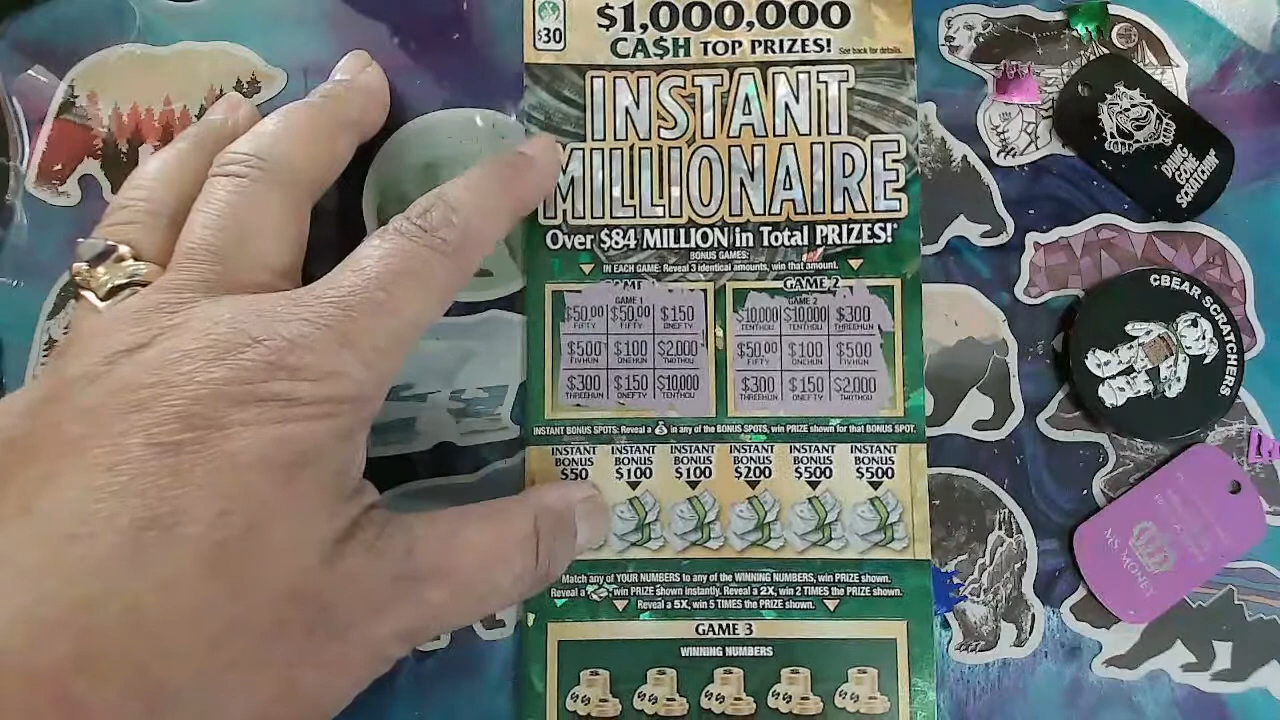 $30
$1,000,000
CA$H TOP PRIZES!
See back for details.
INSTANT
MILLIONAIRE
Over $84 MILLION in Total PRIZES!*
BONUS GAMES:
IN EACH GAME: Reveal 3 identical amounts, win that amount.
GAME 1
$50.00 $50.00 $150
FIFTY FIFTY ONEFTY
$500 $100 $2,000
FIVHUN ONEHUN TWOTHOU
$300 $150 $10,000
THREEHUN ONEFTY TENTHOU
GAME 2
GAME 2
$10,000 $10,000 $300
TENTHOU TENTHOU THREEHUN
$50.00 $100 $500
FIFTY ONEHUN FIVHUN
$300 $150 $2,000
THREEHUN ONEFTY TWOTHOU
INSTANT BONUS SPOTS: Reveal a in any of the BONUS SPOTS, win PRIZE shown for that BONUS SPOT.
INSTANT BONUS $50
INSTANT BONUS $100
INSTANT BONUS $100
INSTANT BONUS $200
INSTANT BONUS $500
INSTANT BONUS $500
Match any of YOUR NUMBERS to any of the WINNING NUMBERS, win PRIZE shown.
Reveal a win PRIZE shown instantly. Reveal a 2X, win 2 TIMES the PRIZE shown.
Reveal a 5X, win 5 TIMES the PRIZE shown.
GAME 3
WINNING NUMBERS
"DAWG
GONE
SCRATCHIN"
CBEAR SCRATCHERS
MS MONEY